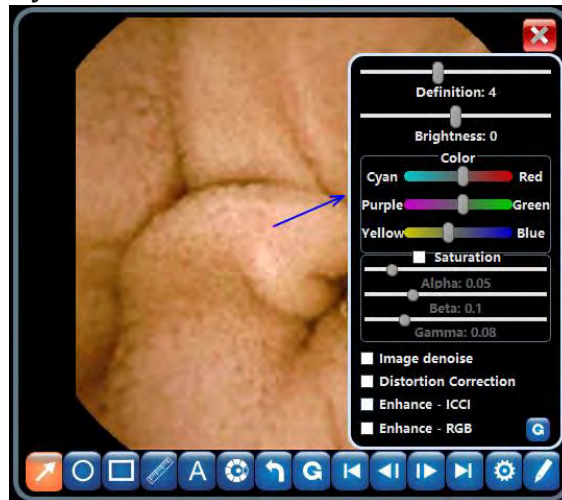 Definition: 4
Brightness: 0
Color
Cyan Red
Purple Green
Yellow Blue
Saturation
Alpha: 0.05
Beta: 0.1
Gamma: 0.08
Image denoise
Distortion Correction
Enhance - ICCI
Enhance - RGB
A